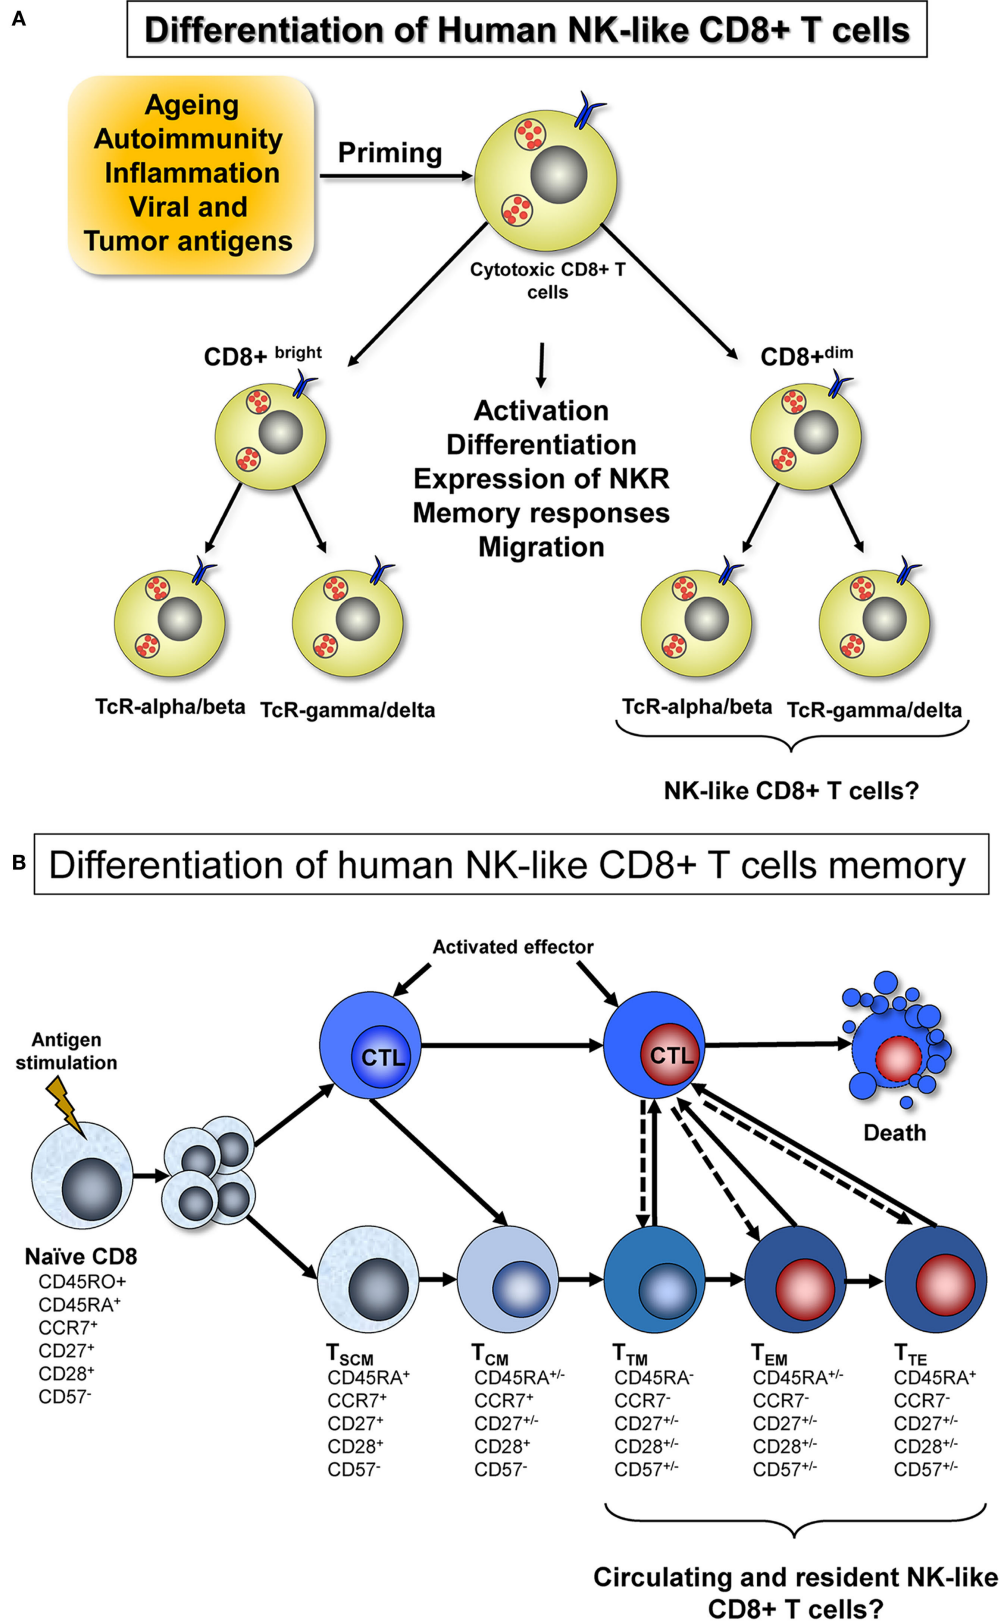 A
Differentiation of Human NK-like CD8+ T cells
Ageing
Autoimmunity
Inflammation
Viral and
Tumor antigens
Priming
Cytotoxic CD8+ T
cells
CD8+ bright
CD8+dim
Activation
Differentiation
Expression of NKR
Memory responses
Migration
TcR-alpha/beta
TcR-gamma/delta
TcR-alpha/beta
TcR-gamma/delta
NK-like CD8+ T cells?
B
Differentiation of human NK-like CD8+ T cells memory
Activated effector
Antigen
stimulation
CTL
CTL
Death
Naïve CD8
CD45RO+
CD45RA+
CCR7+
CD27+
CD28+
CD57-
TSCM
CD45RA+
CCR7+
CD27+
CD28+
CD57-
TCM
CD45RA+/-
CCR7+
CD27+/-
CD28+
CD57-
TTM
CD45RA-
CCR7-
CD27+/-
CD28+/-
CD57+/-
TEM
CD45RA+/-
CCR7-
CD27+/-
CD28+/-
CD57+/-
TTE
CD45RA+
CCR7-
CD27+/-
CD28+/-
CD57+/-
Circulating and resident NK-like
CD8+ T cells?